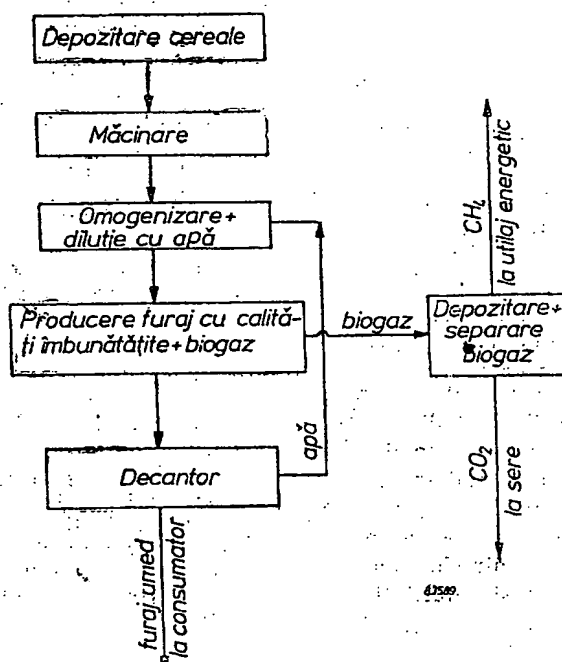 Depozitare cereale
Măcinare
Omogenizare +
diluție cu apă
Producere furaj cu calită-
ți îmbunătățite + biogaz
biogaz
Depozitare +
separare
Biogaz
CH4
la utilaj energetic
CO2
la sere
apă
Decantor
furaj umed
la consumator